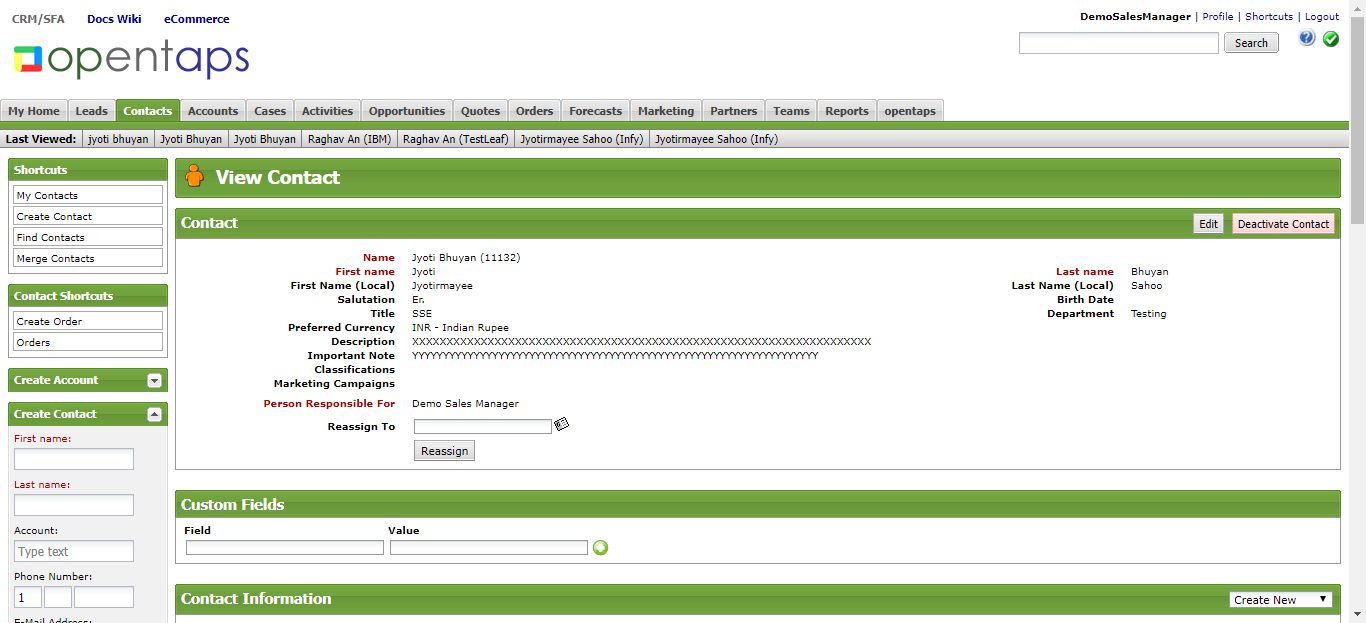 CRM/SFA Docs Wiki eCommerce
DemoSalesManager | Profile | Shortcuts | Logout
opentaps
Search
My Home Leads Contacts Accounts Cases Activities Opportunities Quotes Orders Forecasts Marketing Partners Teams Reports opentaps
Last Viewed: jyoti bhuyan Jyoti Bhuyan Jyoti Bhuyan Raghav An (IBM) Raghav An (TestLeaf) Jyotirmayee Sahoo (Infy) Jyotirmayee Sahoo (Infy)
Shortcuts
My Contacts
Create Contact
Find Contacts
Merge Contacts
Contact Shortcuts
Create Order
Orders
Create Account
Create Contact
First name:
Last name:
Account:
Type text
Phone Number:
1
E-Mail Address:
View Contact
Contact
Edit Deactivate Contact
Name Jyoti Bhuyan (11132)
First name Jyoti Last name Bhuyan
First Name (Local) Jyotirmayee Last Name (Local) Sahoo
Salutation Er. Birth Date
Title SSE Department Testing
Preferred Currency INR - Indian Rupee
Description XXXXXXXXXXXXXXXXXXXXXXXXXXXXXXXXXXXXXXXXXXXXXXXXXXXXXXXXXXXXXXXXXX
Important Note YYYYYYYYYYYYYYYYYYYYYYYYYYYYYYYYYYYYYYYYYYYYYYYYYYYYYYYYYYYYYYYY
Classifications
Marketing Campaigns
Person Responsible For Demo Sales Manager
Reassign To
Reassign
Custom Fields
Field Value
Contact Information
Create New